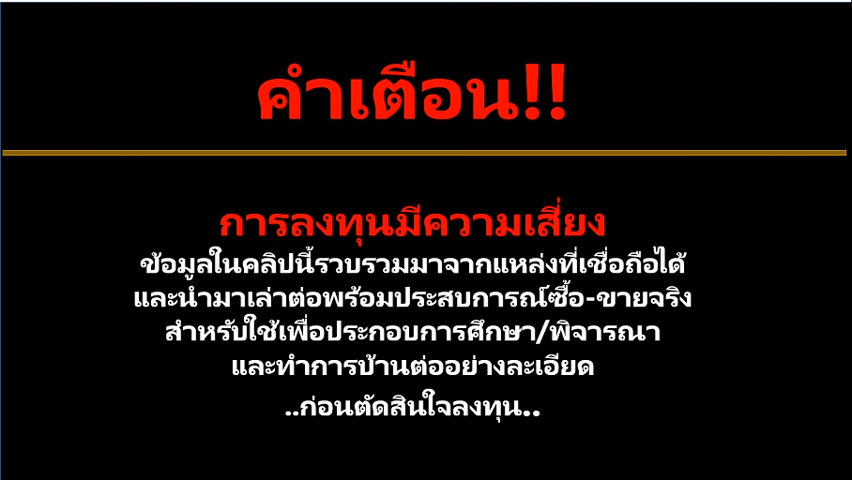 คำเตือน!!
การลงทุนมีความเสี่ยง
ข้อมูลในคลิปนี้รวบรวมมาจากแหล่งที่เชื่อถือได้
และนำมาเล่าต่อพร้อมประสบการณ์ซื้อ-ขายจริง
สำหรับใช้เพื่อประกอบการศึกษา/พิจารณา
และทำการบ้านต่ออย่างละเอียด
..ก่อนตัดสินใจลงทุน..